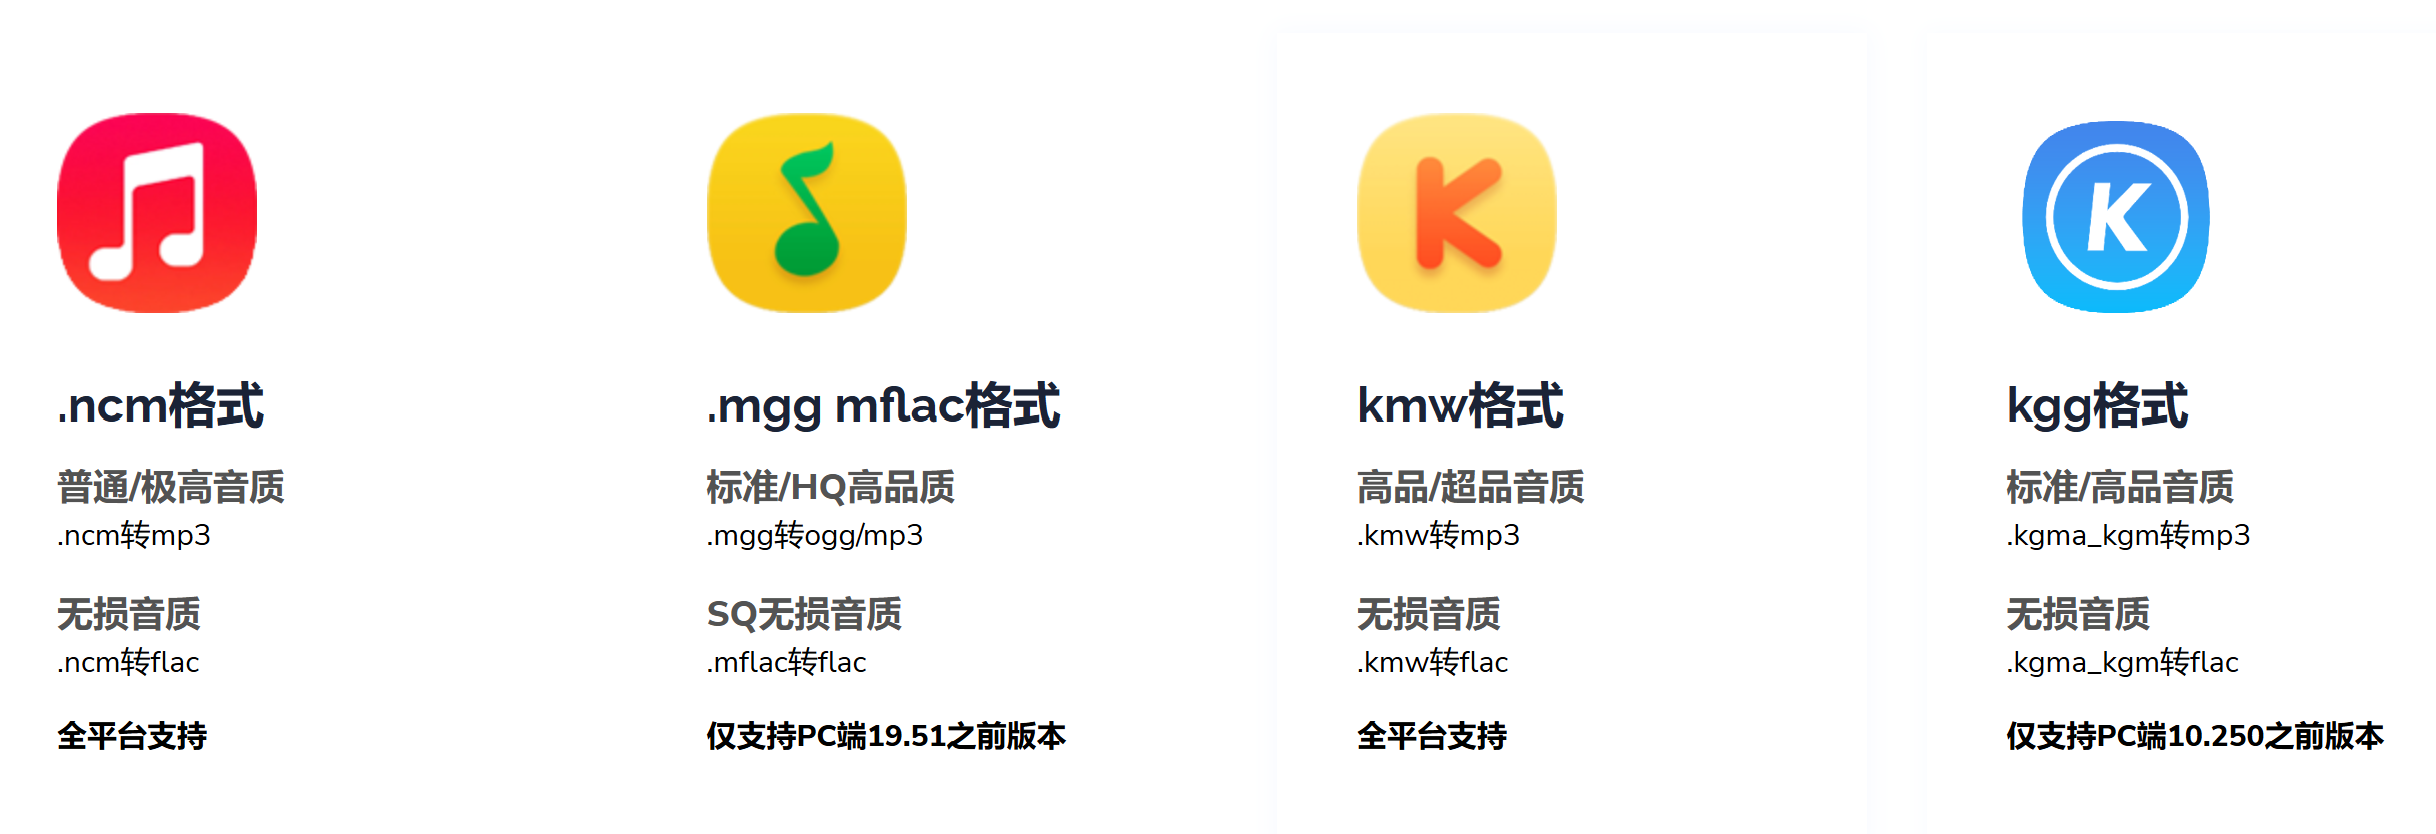 .ncm格式
普通/极高音质
.ncm转mp3
无损音质
.ncm转flac
全平台支持
.mgg mflac格式
标准/HQ高品质
.mgg转ogg/mp3
SQ无损音质
.mflac转flac
仅支持PC端19.51之前版本
K
kmw格式
高品/超品音质
.kmw转mp3
无损音质
.kmw转flac
全平台支持
K
kgg格式
标准/高品音质
.kgma_kgm转mp3
无损音质
.kgma_kgm转flac
仅支持PC端10.250之前版本